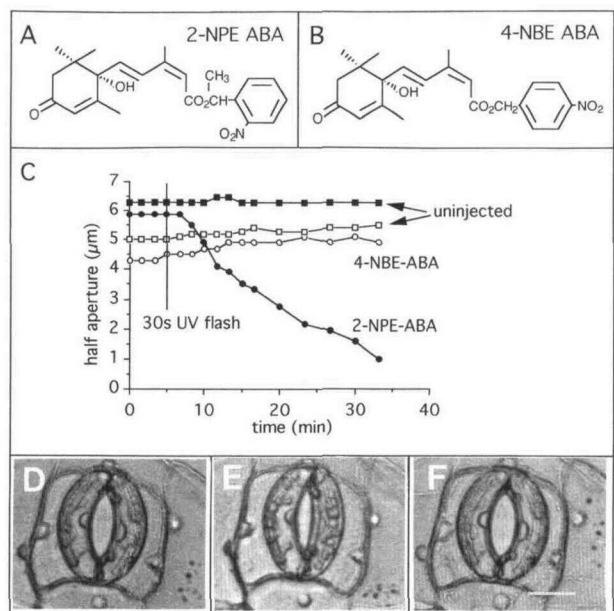 A
2-NPE ABA
B
4-NBE ABA
O
OH
CH₃
CO₂CH
O₂N
O
OH
CO₂CH₂
NO₂
C
half aperture (µm)
7
6
5
4
3
2
1
0
0
10
20
30
40
time (min)
30s UV flash
uninjected
4-NBE-ABA
2-NPE-ABA
D
E
F